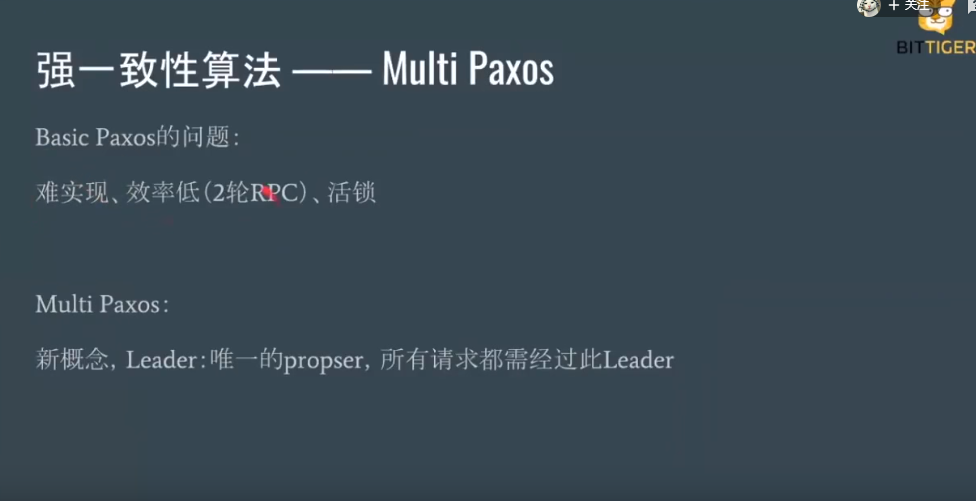 + 关注
BITTIGER
强一致性算法 —— Multi Paxos
Basic Paxos的问题：
难实现、效率低（2轮RPC）、活锁
Multi Paxos：
新概念，Leader：唯一的propser，所有请求都需经过此Leader